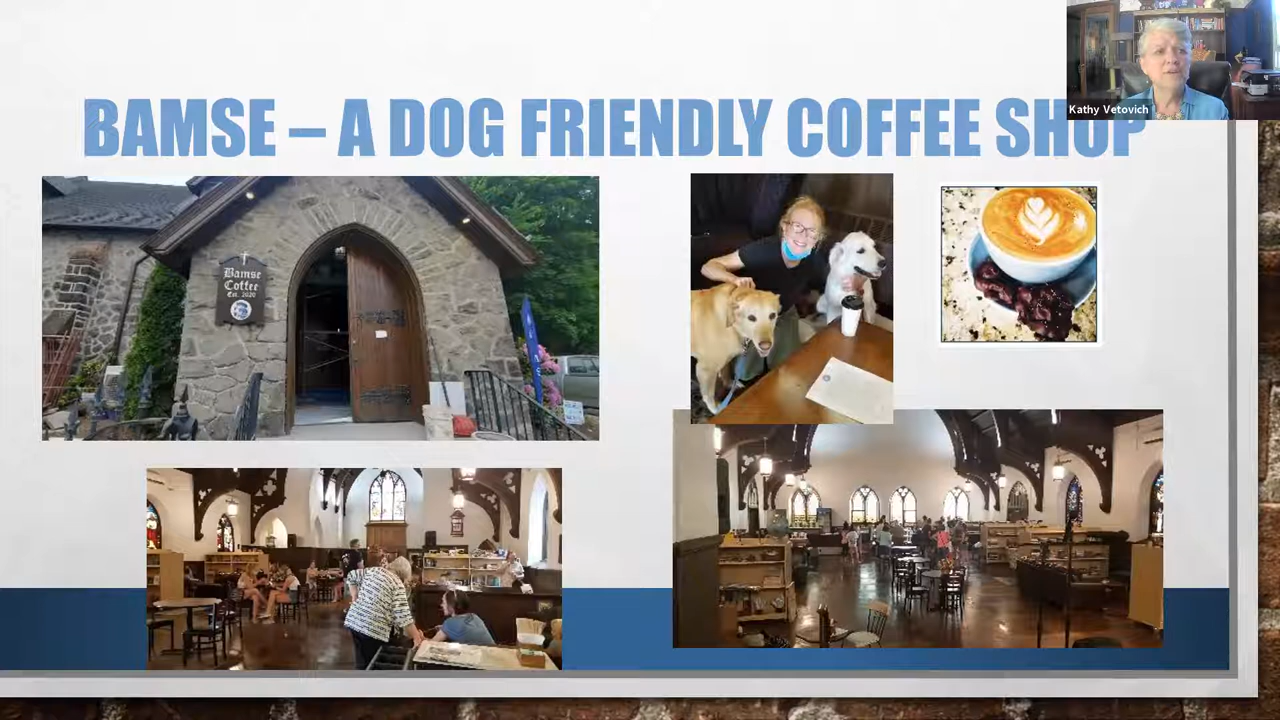 BAMSE – A DOG FRIENDLY COFFEE SHOP
Kathy Vetovich
Bamse
Coffee
Est. 2020